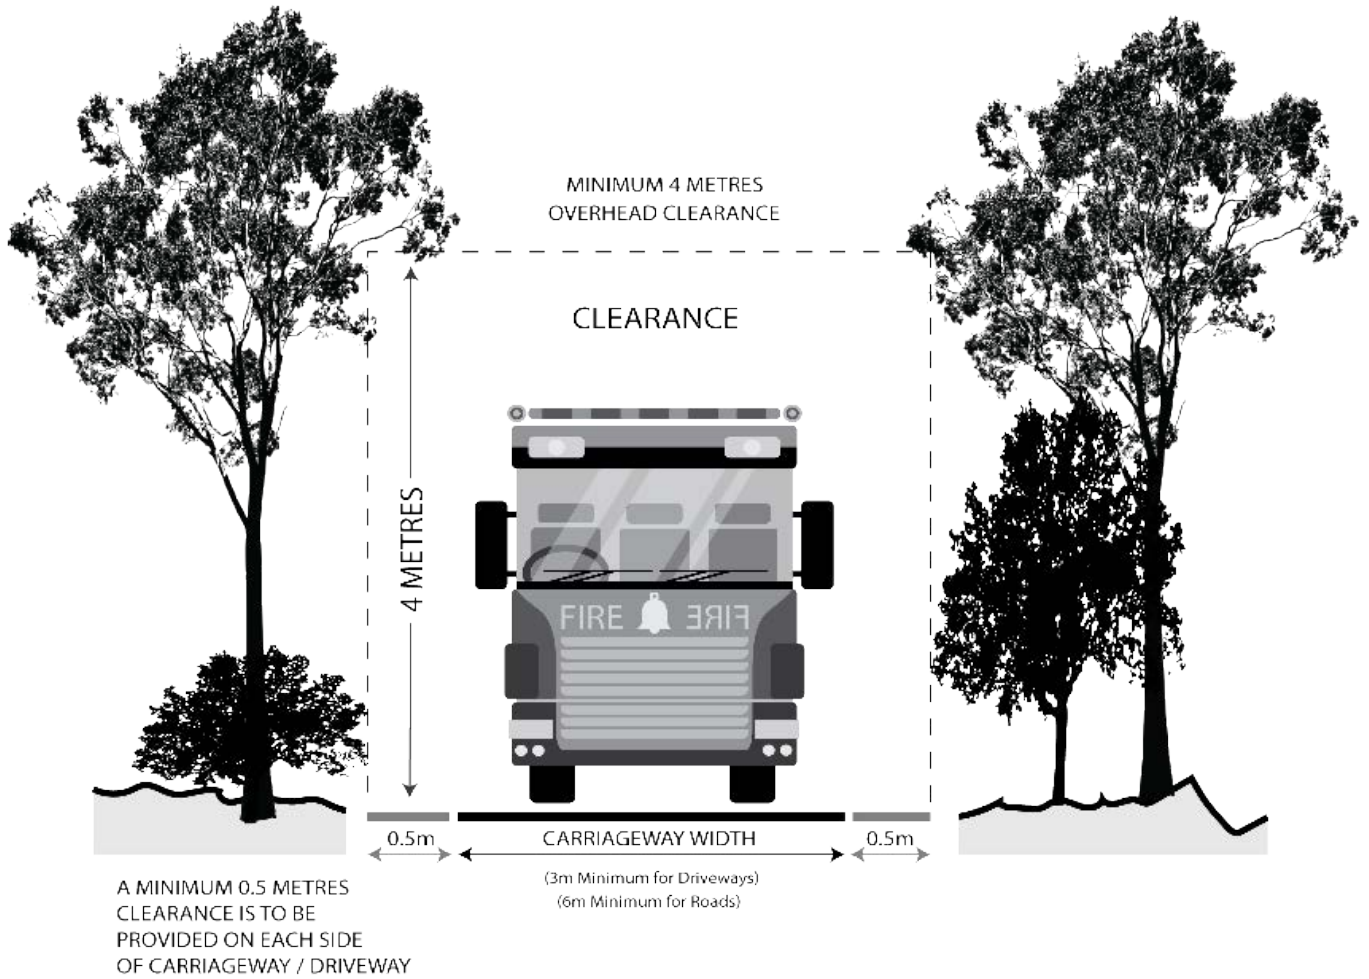 MINIMUM 4 METRES
OVERHEAD CLEARANCE
CLEARANCE
4 METRES
FIRE FIRE
0.5m
CARRIAGEWAY WIDTH
0.5m
(3m Minimum for Driveways)
(6m Minimum for Roads)
A MINIMUM 0.5 METRES
CLEARANCE IS TO BE
PROVIDED ON EACH SIDE
OF CARRIAGEWAY / DRIVEWAY